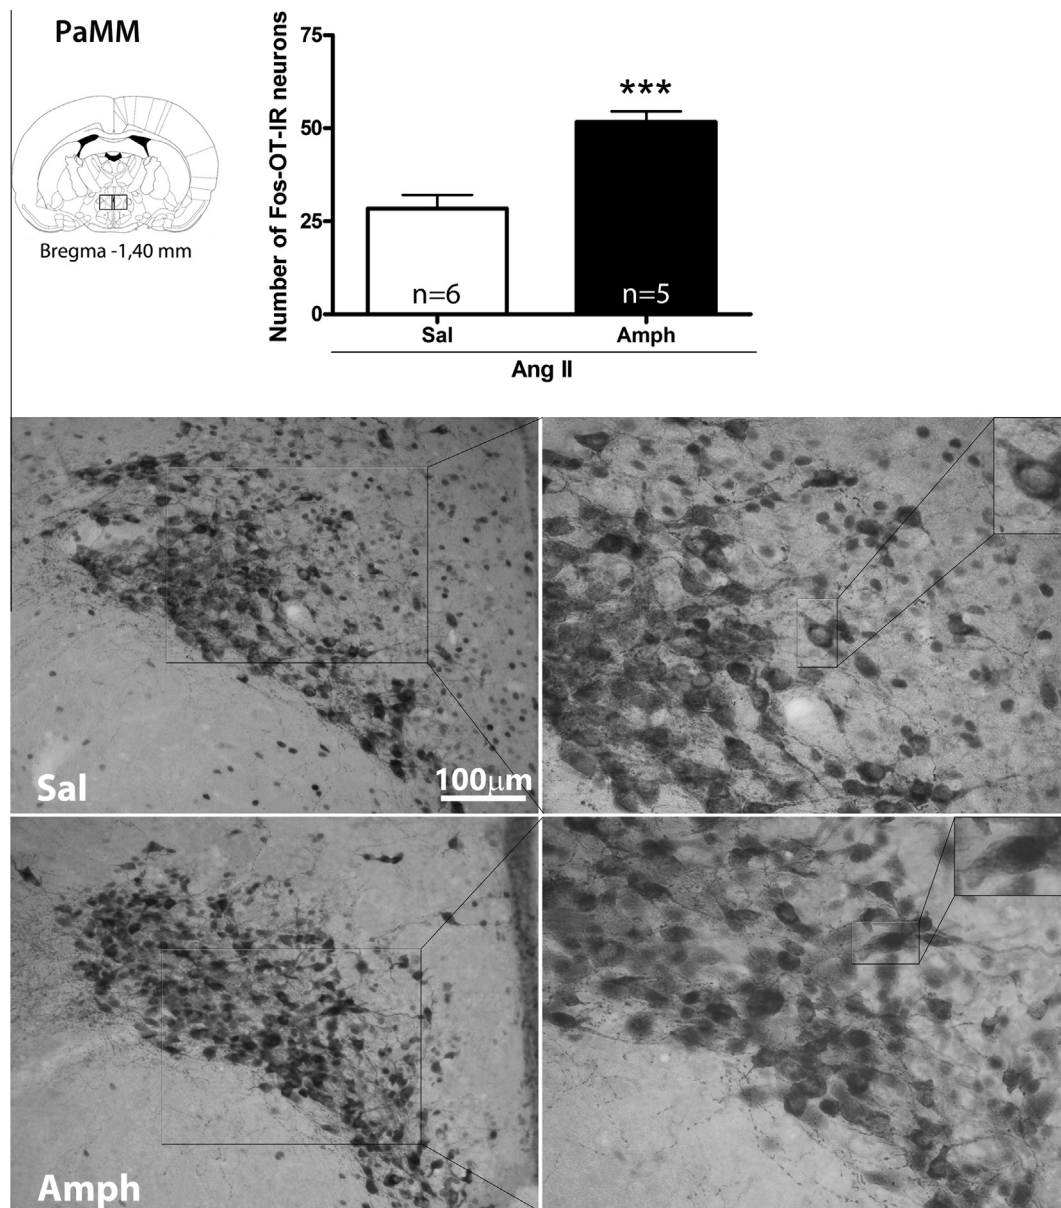 PaMM
Bregma -1,40 mm
Number of Fos-OT-IR neurons
75
50
25
0
***
n=6
n=5
Sal
Amph
Ang II
Sal
100μm
Amph